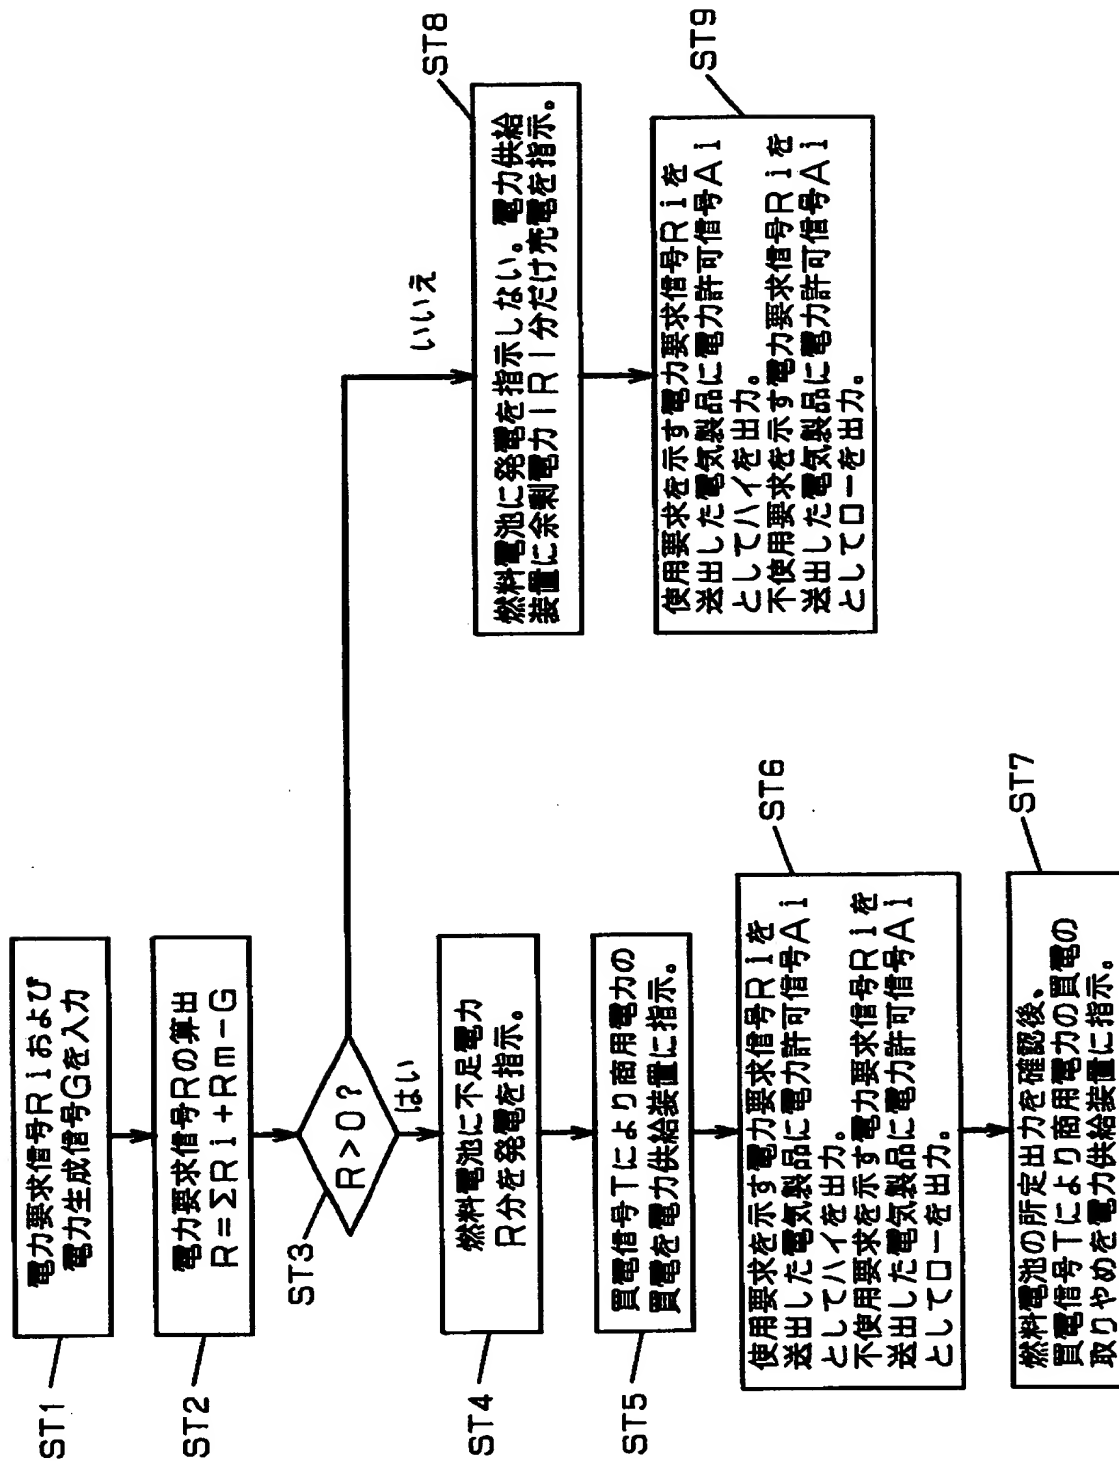 ST1
電力要求信号Riおよび
電力生成信号Gを入力
ST2
電力要求信号Rの算出
R=ΣRi+Rm-G
ST3
R>0?
はい
いいえ
ST4
燃料電池に不足電力
R分を発電を指示。
ST5
買電信号Tにより商用電力の
買電を電力供給装置に指示。
ST6
使用要求を示す電力要求信号Riを
送出した電気製品に電力許可信号Ai
としてハイを出力。
不使用要求を示す電力要求信号Riを
送出した電気製品に電力許可信号Ai
としてローを出力。
ST7
燃料電池の所定出力を確認後、
買電信号Tにより商用電力の買電の
取りやめを電力供給装置に指示。
ST8
燃料電池に発電を指示しない。電力供給
装置に余剰電力|R|分だけ充電を指示。
ST9
使用要求を示す電力要求信号Riを
送出した電気製品に電力許可信号Ai
としてハイを出力。
不使用要求を示す電力要求信号Riを
送出した電気製品に電力許可信号Ai
としてローを出力。